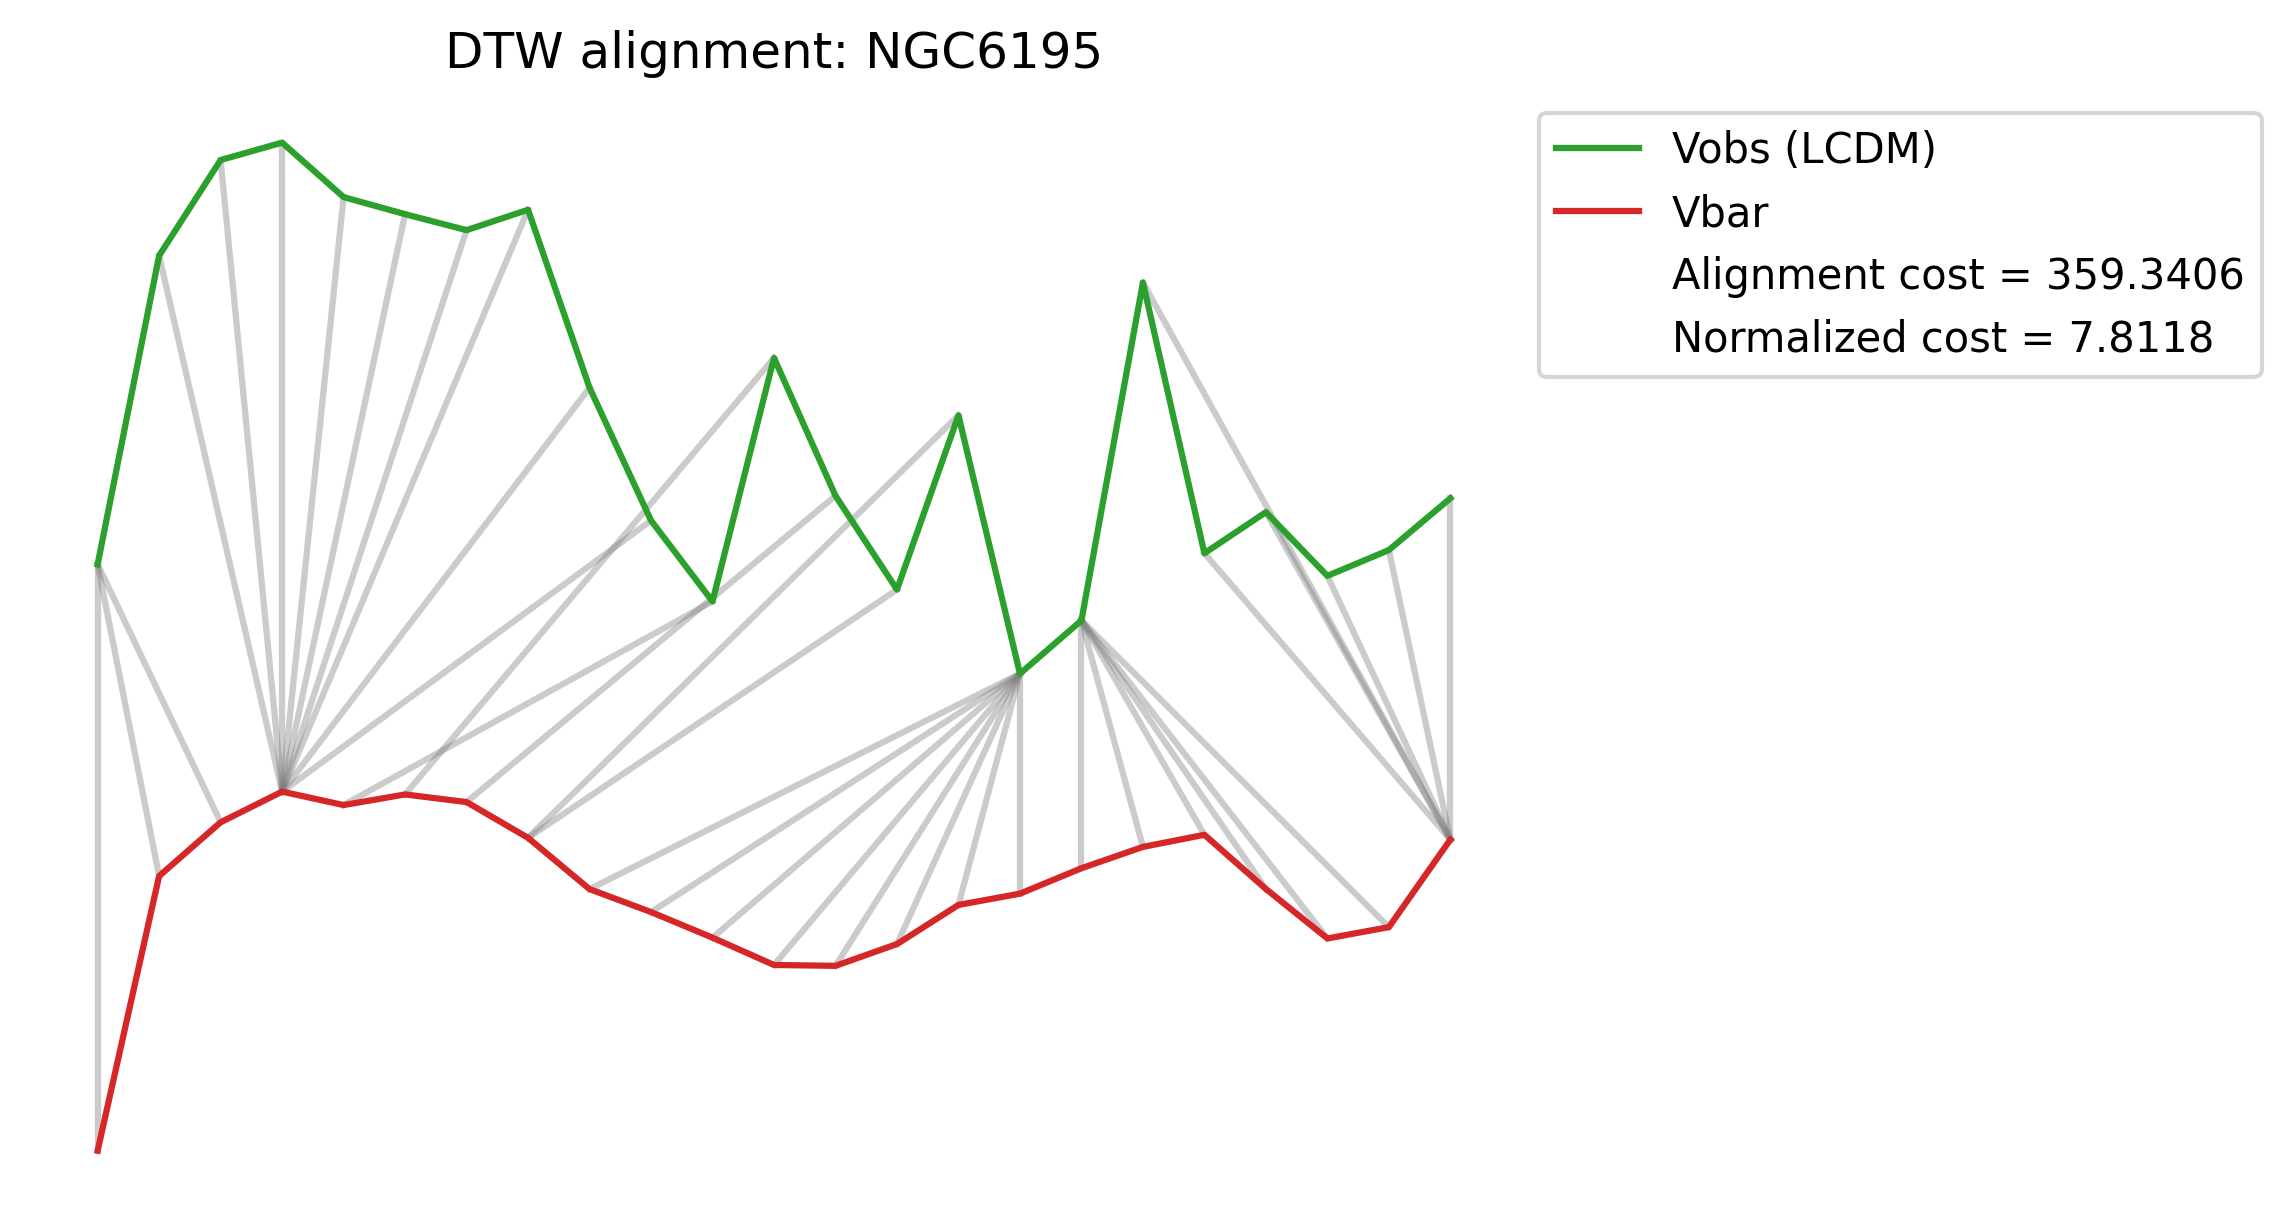 DTW alignment: NGC6195
Vobs (LCDM)
Vbar
Alignment cost = 359.3406
Normalized cost = 7.8118